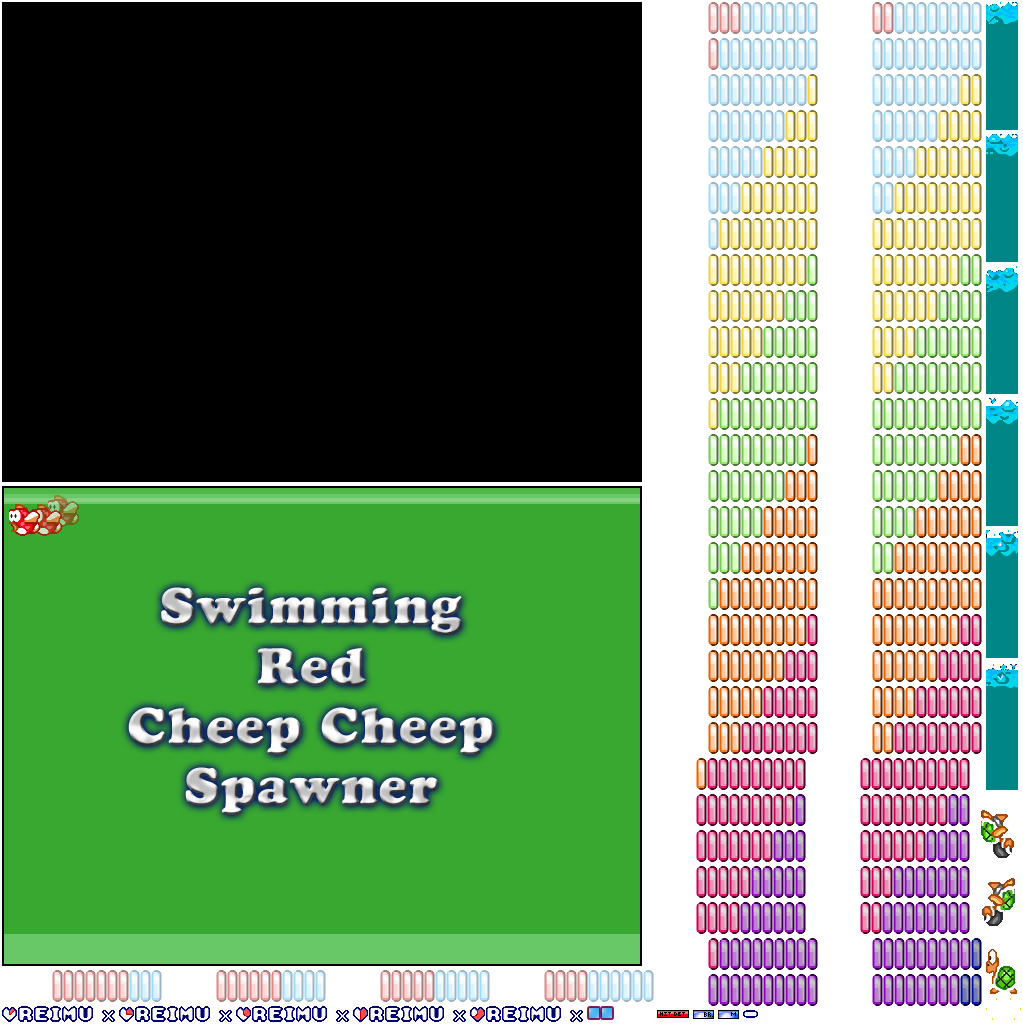 Swimming
Red
Cheep Cheep
Spawner
REIMU x REIMU x REIMU x REIMU x REIMU x